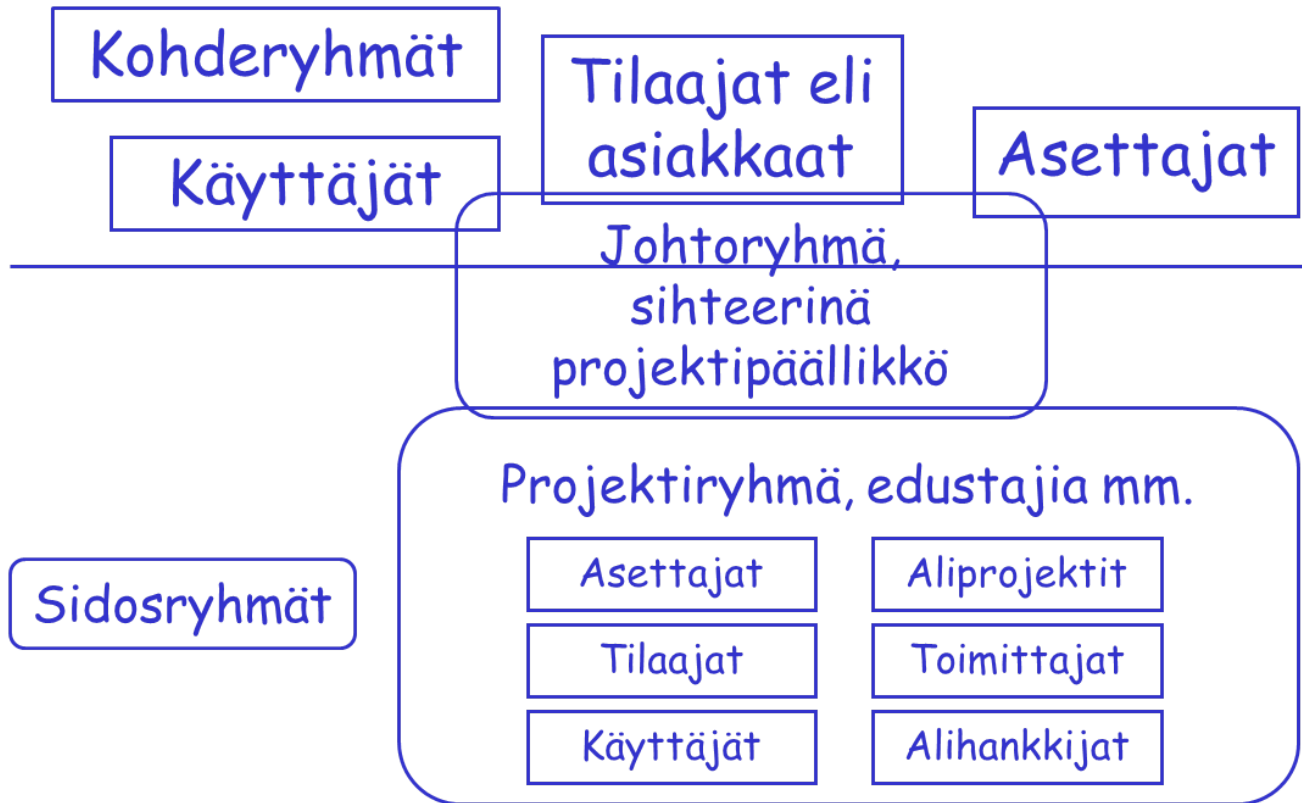 Kohderyhmät
Tilaajat eli
asiakkaat
Asettajat
Käyttäjät
Johtoryhmä,
sihteerinä
projektipäällikkö
Projektiryhmä, edustajia mm.
Sidosryhmät
Asettajat
Aliprojektit
Tilaajat
Toimittajat
Käyttäjät
Alihankkijat